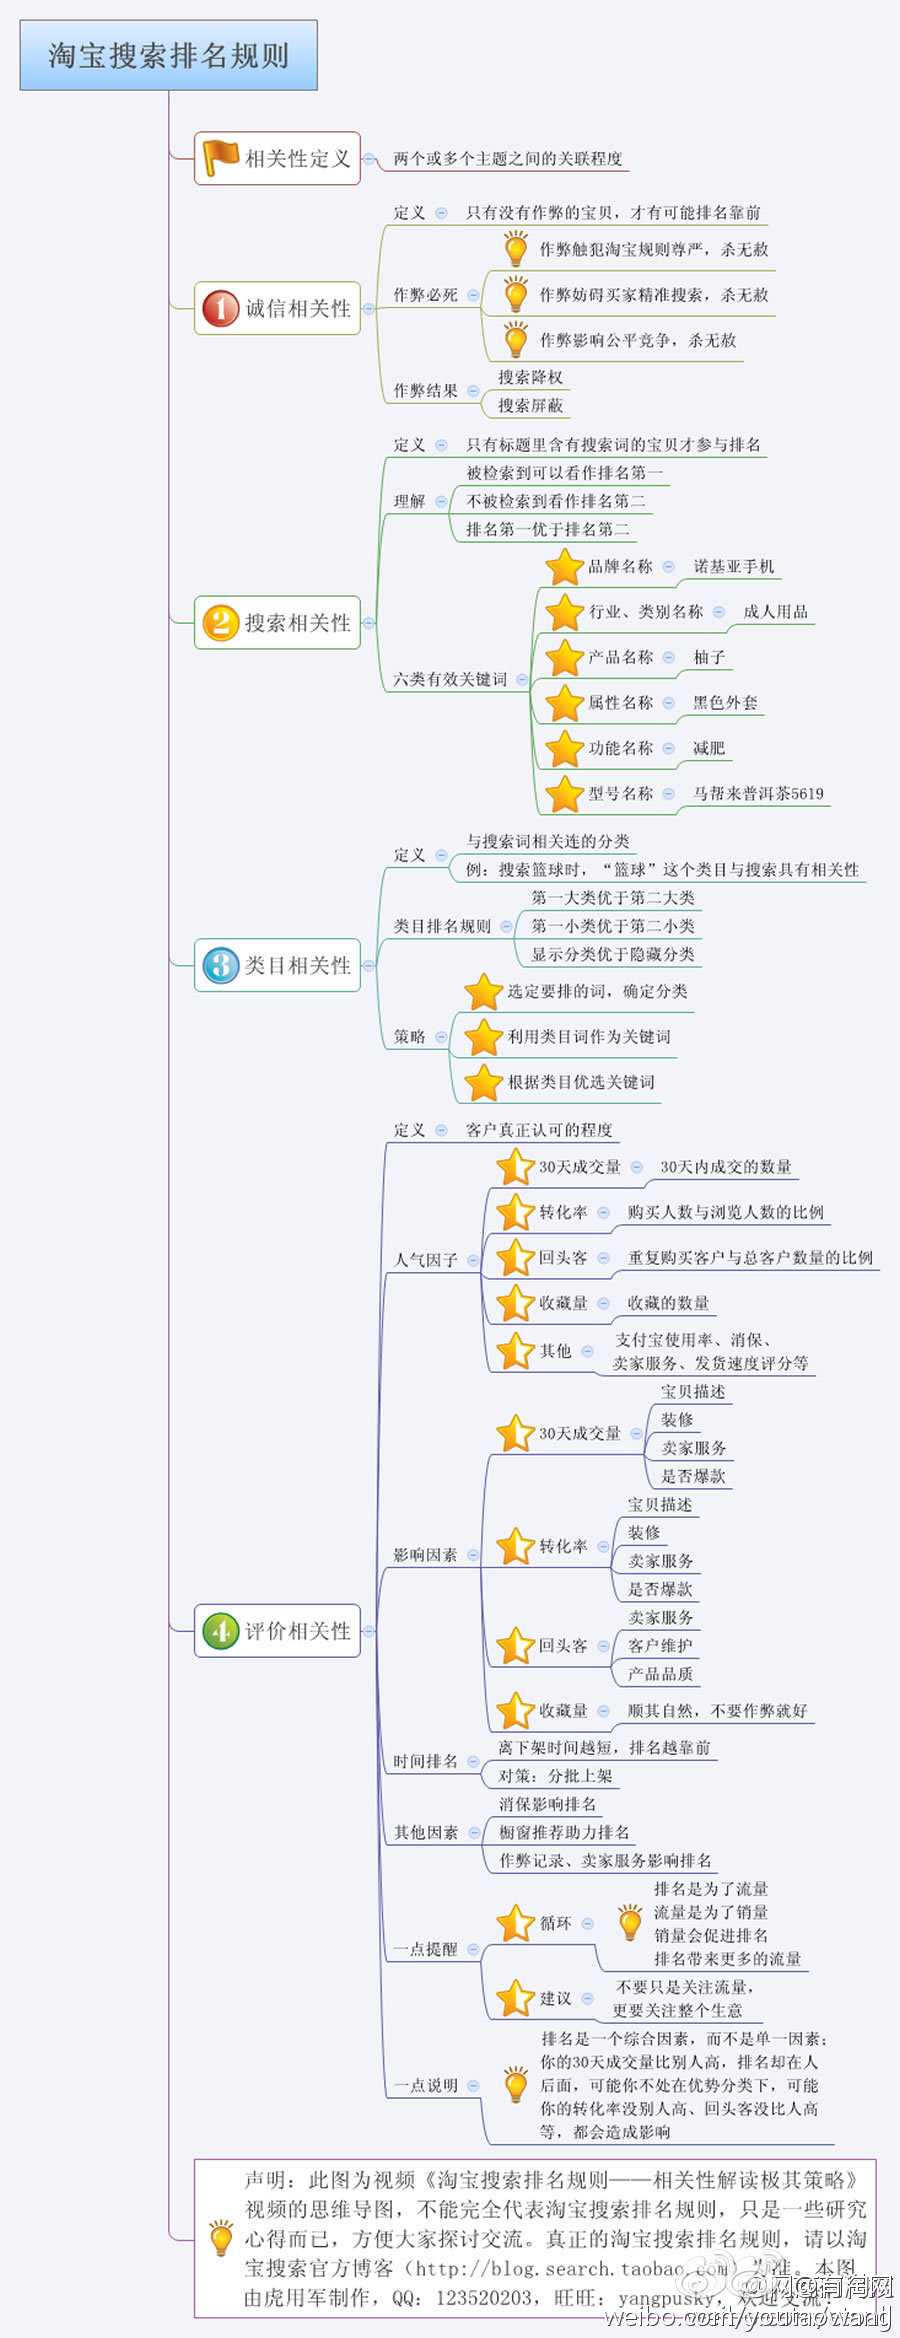 淘宝搜索排名规则
相关性定义
两个或多个主题之间的关联程度
1
诚信相关性
定义
只有没有作弊的宝贝，才有可能排名靠前
作弊必死
作弊触犯淘宝规则尊严，杀无赦
作弊妨碍买家精准搜索，杀无赦
作弊影响公平竞争，杀无赦
作弊结果
搜索降权
搜索屏蔽
2
搜索相关性
定义
只有标题里含有搜索词的宝贝才参与排名
理解
被检索到可以看作排名第一
不被检索到看作排名第二
排名第一优于排名第二
六类有效关键词
品牌名称
诺基亚手机
行业、类别名称
成人用品
产品名称
柚子
属性名称
黑色外套
功能名称
减肥
型号名称
马帮来普洱茶5619
3
类目相关性
定义
与搜索词相关连的分类
例：搜索篮球时，“篮球”这个类目与搜索具有相关性
类目排名规则
第一大类优于第二大类
第一小类优于第二小类
显示分类优于隐藏分类
策略
选定要排的词，确定分类
利用类目词作为关键词
根据类目优选关键词
4
评价相关性
定义
客户真正认可的程度
人气因子
30天成交量
30天内成交的数量
转化率
购买人数与浏览人数的比例
回头客
重复购买客户与总客户数量的比例
收藏量
收藏的数量
其他
支付宝使用率、消保、
卖家服务、发货速度评分等
影响因素
30天成交量
宝贝描述
装修
卖家服务
是否爆款
转化率
宝贝描述
装修
卖家服务
是否爆款
回头客
卖家服务
客户维护
产品品质
收藏量
顺其自然，不要作弊就好
时间排名
离下架时间越短，排名越靠前
对策：分批上架
其他因素
消保影响排名
橱窗推荐助力排名
作弊记录、卖家服务影响排名
一点提醒
循环
排名是为了流量
流量是为了销量
销量会促进排名
排名带来更多的流量
建议
不要只是关注流量，
更要关注整个生意
一点说明
排名是一个综合因素，而不是单一因素；
你的30天成交量比别人高，排名却在人
后面，可能你不处在优势分类下，可能
你的转化率没别人高、回头客没比人高
等，都会造成影响
声明：此图为视频《淘宝搜索排名规则——相关性解读极其策略》
视频的思维导图，不能完全代表淘宝搜索排名规则，只是一些研究
心得而已，方便大家探讨交流。真正的淘宝搜索排名规则，请以淘
宝搜索官方博客（http://blog.search.taobao.com）为准。本图
由虎用军制作，QQ：123520203，旺旺：yangpusky，欢迎交流！
@有淘网
weibo.com/youtaowang